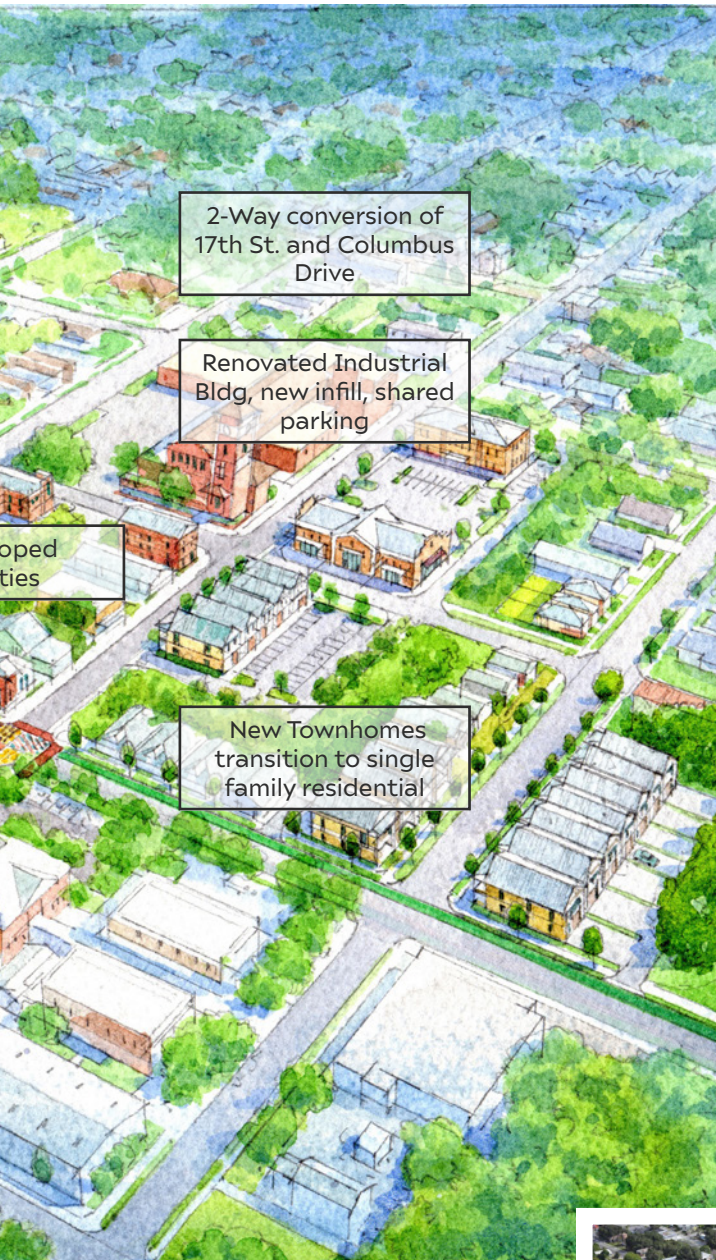 2-Way conversion of
17th St. and Columbus
Drive
Renovated Industrial
Bldg, new infill, shared
parking
oped
ties
New Townhomes
transition to single
family residential